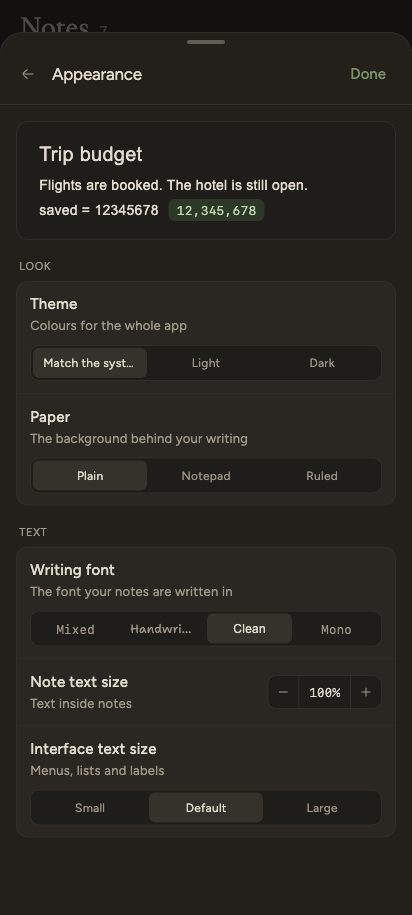 Notes 7
Appearance
Done
Trip budget
Flights are booked. The hotel is still open.
saved = 12345678 12,345,678
LOOK
Theme
Colours for the whole app
Match the syst…
Light
Dark
Paper
The background behind your writing
Plain
Notepad
Ruled
TEXT
Writing font
The font your notes are written in
Mixed
Handwri…
Clean
Mono
Note text size
Text inside notes
− 100% +
Interface text size
Menus, lists and labels
Small
Default
Large